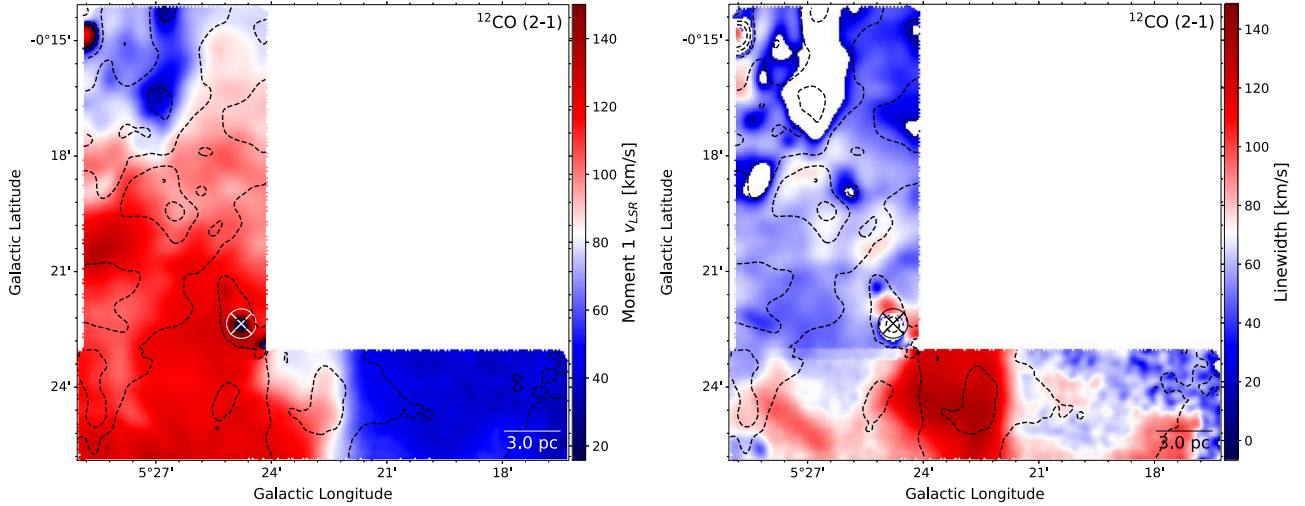 ¹²CO (2-1)
-0°15'
18'
21'
24'
Galactic Latitude
3.0 pc
5°27' 24' 21' 18'
Galactic Longitude
140
120
100
80
60
40
20
Moment 1 v_LSR [km/s]
¹²CO (2-1)
-0°15'
18'
21'
24'
Galactic Latitude
3.0 pc
5°27' 24' 21' 18'
Galactic Longitude
140
120
100
80
60
40
20
0
Linewidth [km/s]